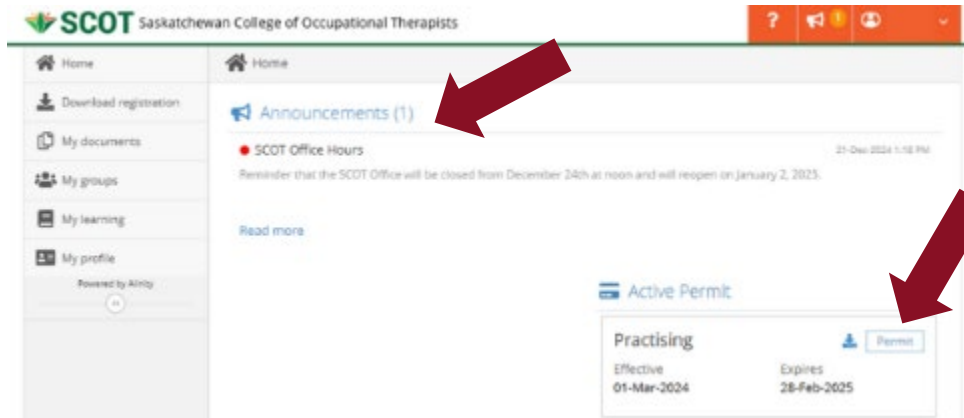 SCOT Saskatchewan College of Occupational Therapists
? 1
Home
Home
Download registration
My documents
My groups
My learning
My profile
Powered by Alinity
Announcements (1)
SCOT Office Hours 21-Dec-2024 1:18 PM
Reminder that the SCOT Office will be closed from December 24th at noon and will reopen on January 2, 2025.
Read more
Active Permit
Practising Permit
Effective Expires
01-Mar-2024 28-Feb-2025